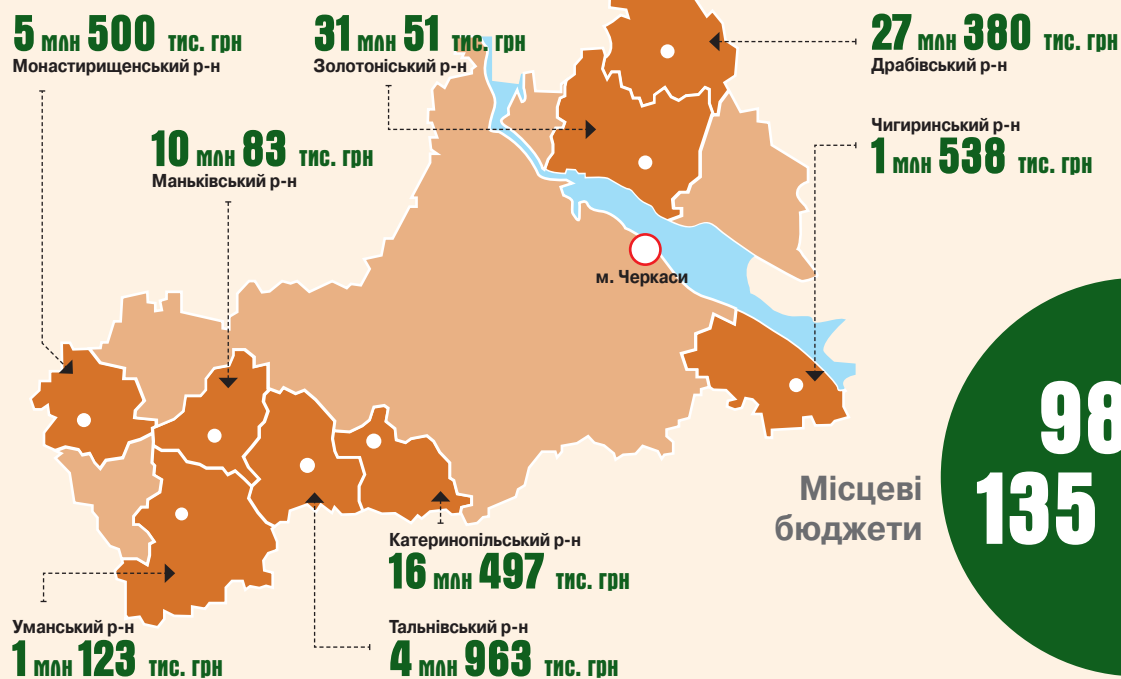 5 млн 500 тис. грн
Монастирищенський р-н
31 млн 51 тис. грн
Золотоніський р-н
27 млн 380 тис. грн
Драбівський р-н
10 млн 83 тис. грн
Маньківський р-н
Чигиринський р-н
1 млн 538 тис. грн
м. Черкаси
98
Місцеві
бюджети
135
Катеринопільський р-н
16 млн 497 тис. грн
Уманський р-н
1 млн 123 тис. грн
Тальнівський р-н
4 млн 963 тис. грн